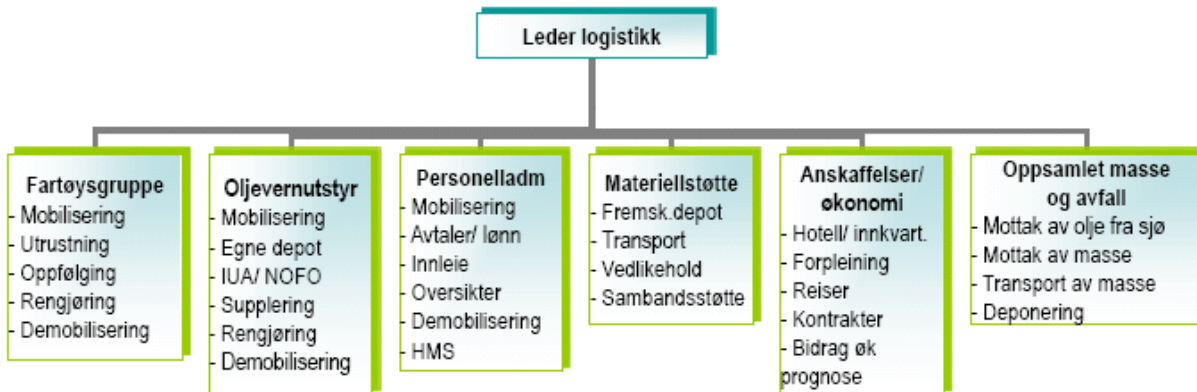 Leder logistikk
Fartøysgruppe
- Mobilisering
- Utrustning
- Oppfølging
- Rengjøring
- Demobilisering
Oljevernutstyr
- Mobilisering
- Egne depot
- IUA/ NOFO
- Supplering
- Rengjøring
- Demobilisering
Personelladm
- Mobilisering
- Avtaler/ lønn
- Innleie
- Oversikter
- Demobilisering
- HMS
Materiellstøtte
- Fremsk.depot
- Transport
- Vedlikehold
- Sambandsstøtte
Anskaffelser/
økonomi
- Hotell/ innkvart.
- Forpleining
- Reiser
- Kontrakter
- Bidrag øk
prognose
Oppsamlet masse
og avfall
- Mottak av olje fra sjø
- Mottak av masse
- Transport av masse
- Deponering